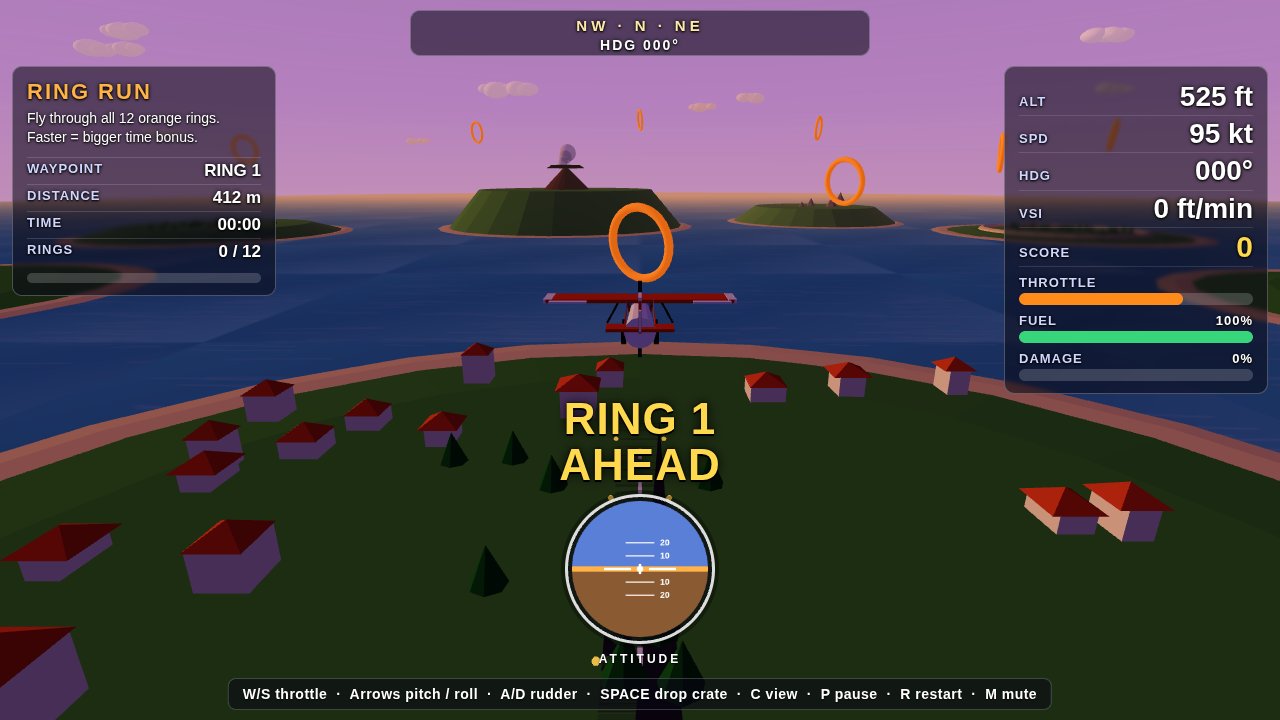 NW · N · NE
HDG 000°
RING RUN
Fly through all 12 orange rings.
Faster = bigger time bonus.
WAYPOINT RING 1
DISTANCE 412 m
TIME 00:00
RINGS 0 / 12
ALT 525 ft
SPD 95 kt
HDG 000°
VSI 0 ft/min
SCORE 0
THROTTLE
FUEL 100%
DAMAGE 0%
RING 1
AHEAD
20
10
10
20
ATTITUDE
W/S throttle · Arrows pitch / roll · A/D rudder · SPACE drop crate · C view · P pause · R restart · M mute